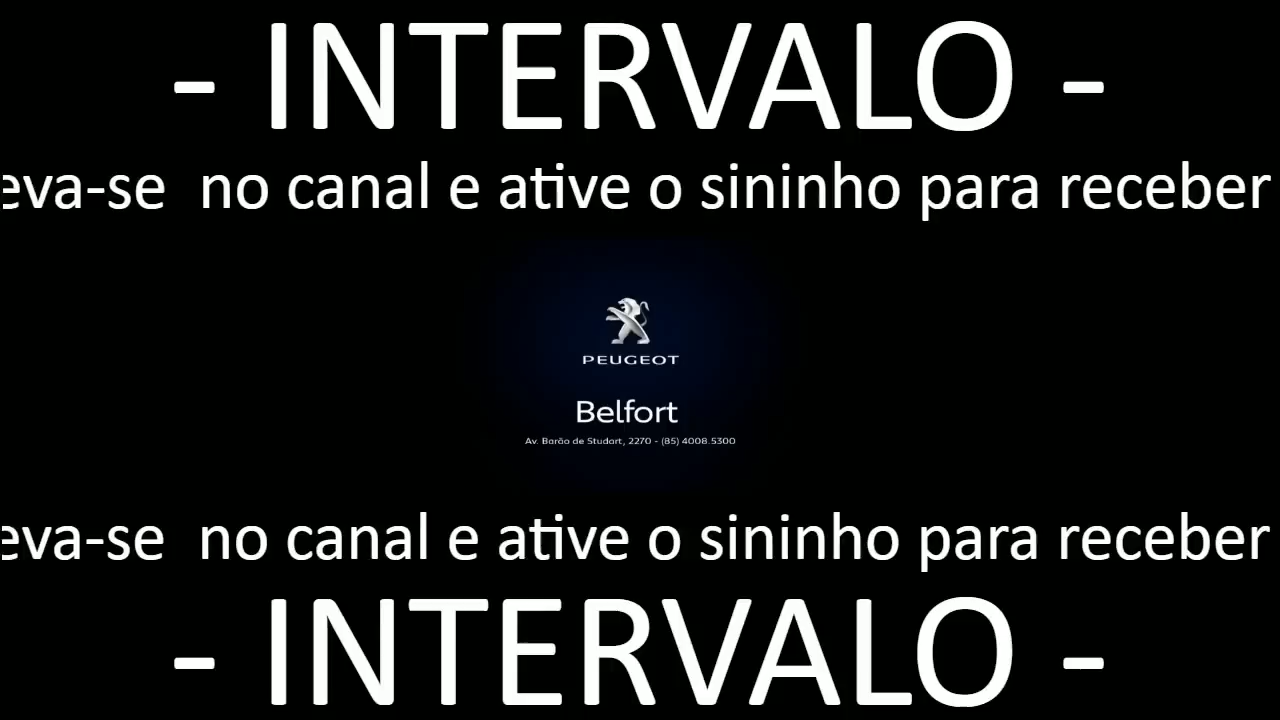 - INTERVALO -
eva-se no canal e ative o sininho para receber
PEUGEOT
Belfort
Av. Barão de Studart, 2270 - (85) 4008.5300
eva-se no canal e ative o sininho para receber
- INTERVALO -